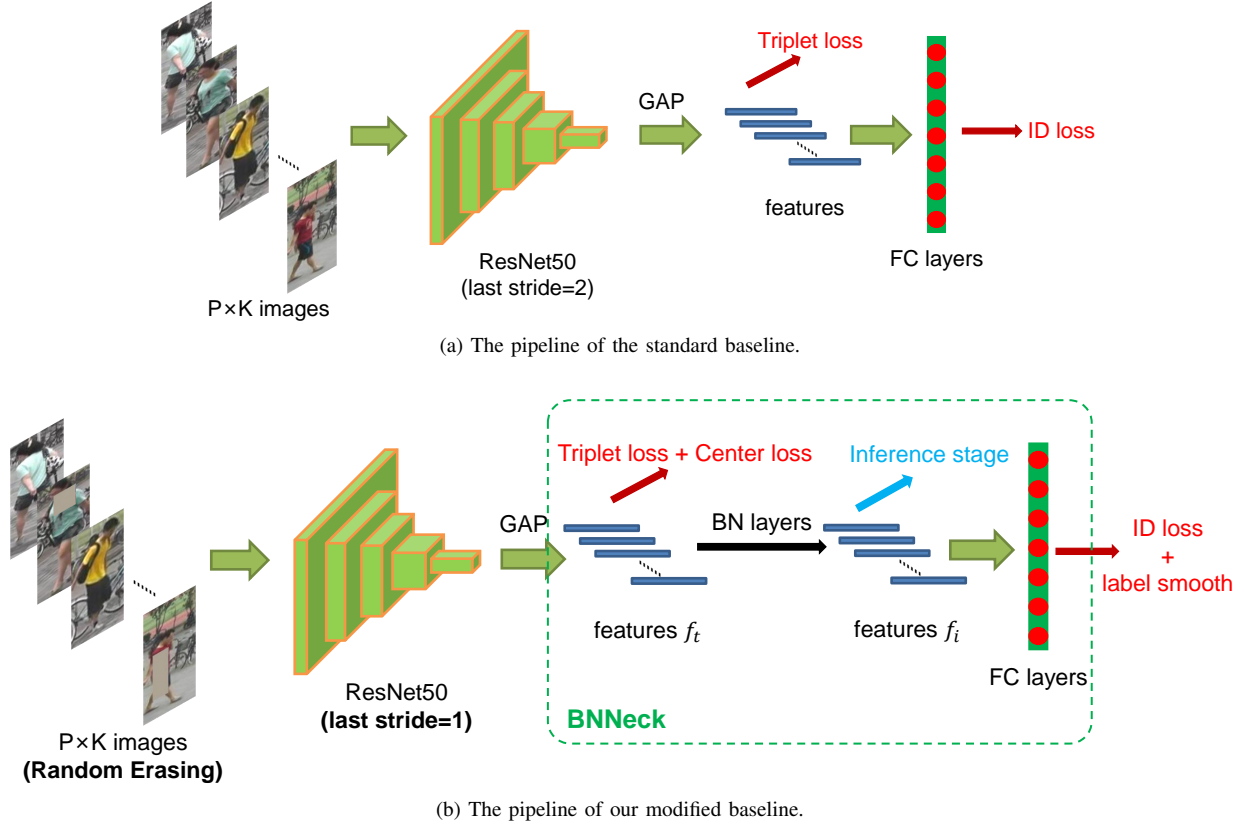 Triplet loss
GAP
ID loss
features
FC layers
ResNet50
(last stride=2)
P×K images
(a) The pipeline of the standard baseline.
Triplet loss + Center loss
Inference stage
GAP
BN layers
ID loss
+
label smooth
features f_t
features f_i
FC layers
ResNet50
(last stride=1)
BNNeck
P×K images
(Random Erasing)
(b) The pipeline of our modified baseline.